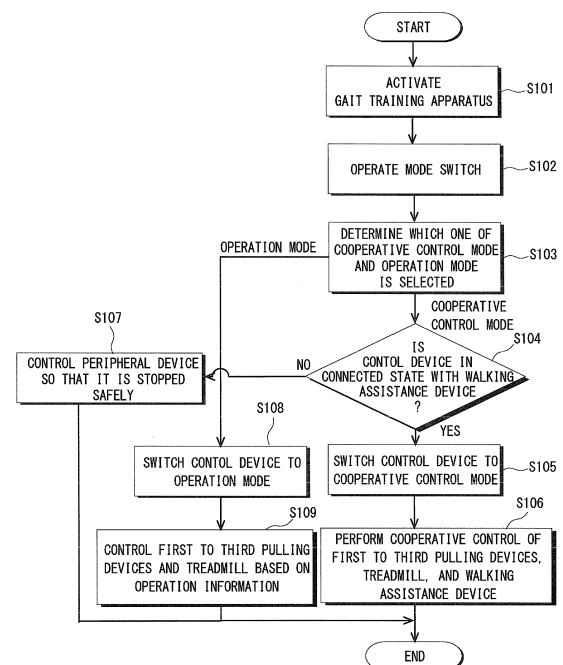 START
ACTIVATE
GAIT TRAINING APPARATUS
S101
OPERATE MODE SWITCH
S102
DETERMINE WHICH ONE OF
COOPERATIVE CONTROL MODE
AND OPERATION MODE
IS SELECTED
S103
OPERATION MODE
COOPERATIVE
CONTROL MODE
S104
IS
CONTOL DEVICE IN
CONNECTED STATE WITH WALKING
ASSISTANCE DEVICE
?
NO
YES
S107
CONTROL PERIPHERAL DEVICE
SO THAT IT IS STOPPED
SAFELY
S108
SWITCH CONTOL DEVICE TO
OPERATION MODE
SWITCH CONTROL DEVICE TO
COOPERATIVE CONTROL MODE
S105
S109
CONTROL FIRST TO THIRD PULLING
DEVICES AND TREADMILL BASED ON
OPERATION INFORMATION
S106
PERFORM COOPERATIVE CONTROL OF
FIRST TO THIRD PULLING DEVICES,
TREADMILL, AND WALKING
ASSISTANCE DEVICE
END